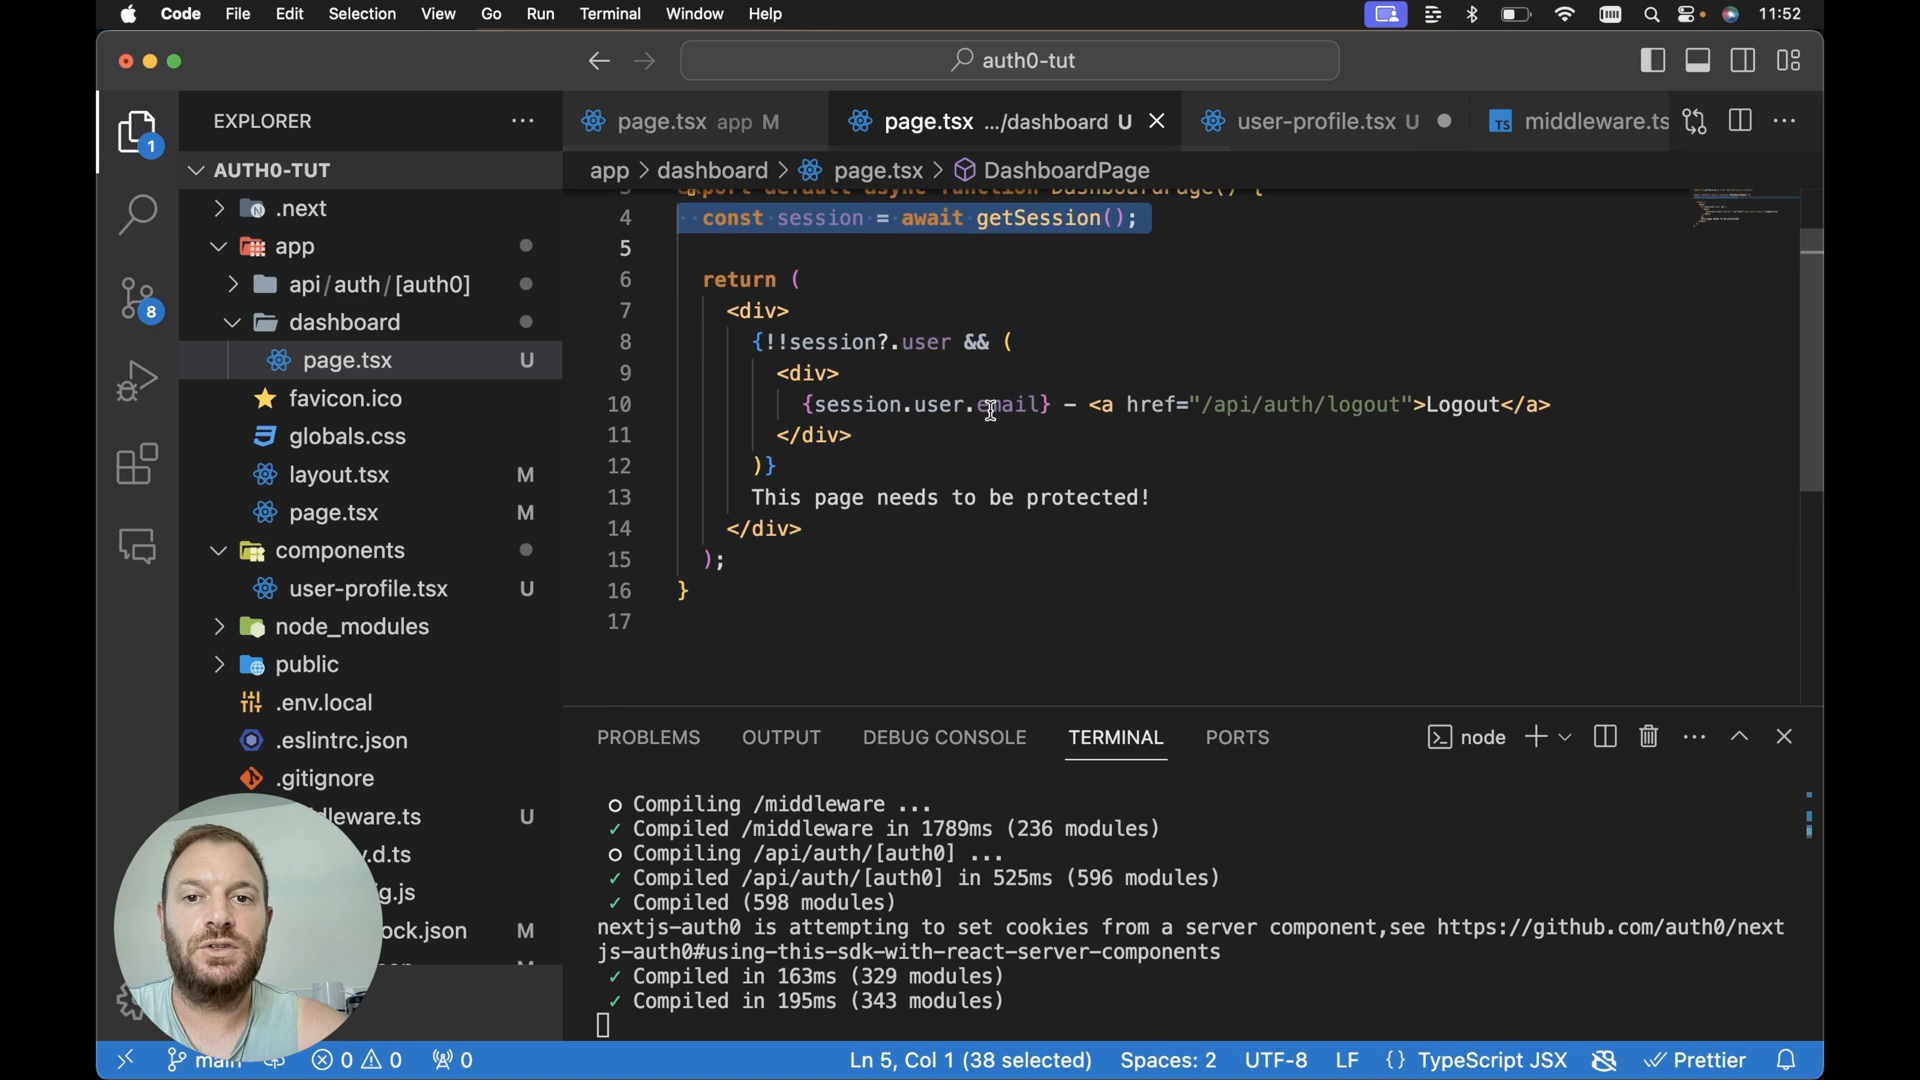 Code File Edit Selection View Go Run Terminal Window Help 11:52
auth0-tut
EXPLORER
page.tsx app M
page.tsx .../dashboard U
user-profile.tsx U
middleware.ts
AUTH0-TUT
app > dashboard > page.tsx > DashboardPage
.next
app
api/auth/[auth0]
dashboard
page.tsx U
favicon.ico
globals.css
layout.tsx M
page.tsx M
components
user-profile.tsx U
node_modules
public
.env.local
.eslintrc.json
.gitignore
dleware.ts U
.d.ts
g.js
ock.json M
1
8
export default async function DashboardPage() {
4 const session = await getSession();
5
6 return (
7 <div>
8 {!!session?.user && (
9 <div>
10 {session.user.email} - <a href="/api/auth/logout">Logout</a>
11 </div>
12 )}
13 This page needs to be protected!
14 </div>
15 );
16 }
17
PROBLEMS OUTPUT DEBUG CONSOLE TERMINAL PORTS node
○ Compiling /middleware ...
✓ Compiled /middleware in 1789ms (236 modules)
○ Compiling /api/auth/[auth0] ...
✓ Compiled /api/auth/[auth0] in 525ms (596 modules)
✓ Compiled (598 modules)
nextjs-auth0 is attempting to set cookies from a server component,see https://github.com/auth0/next
js-auth0#using-this-sdk-with-react-server-components
✓ Compiled in 163ms (329 modules)
✓ Compiled in 195ms (343 modules)
main 0 0 0 Ln 5, Col 1 (38 selected) Spaces: 2 UTF-8 LF {} TypeScript JSX Prettier